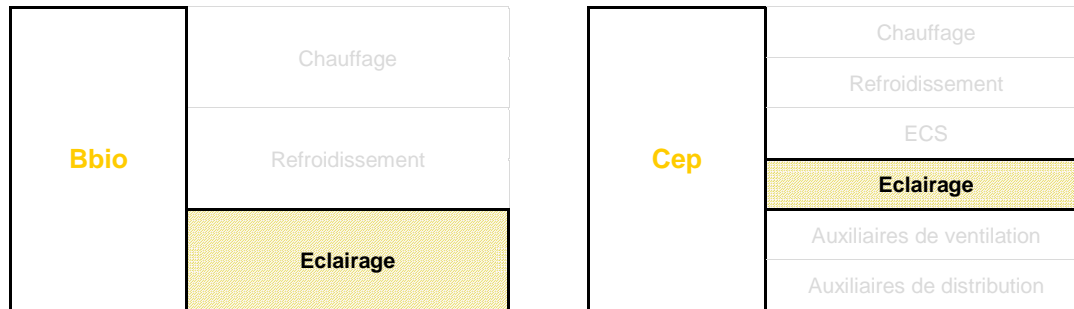 Bbio
Chauffage
Refroidissement
Eclairage
Cep
Chauffage
Refroidissement
ECS
Eclairage
Auxiliaires de ventilation
Auxiliaires de distribution